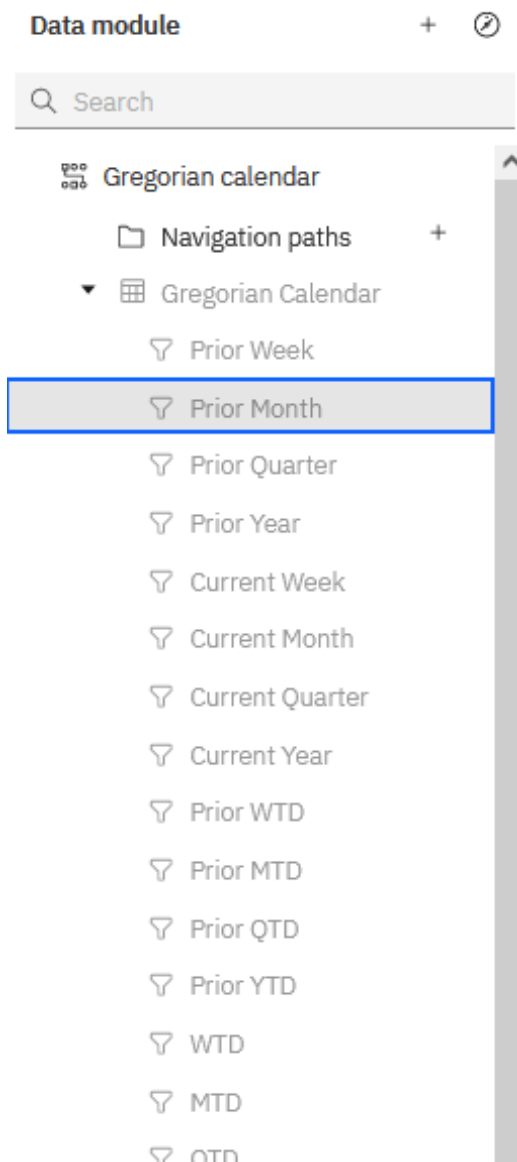 Data module
Search
Gregorian calendar
Navigation paths
Gregorian Calendar
Prior Week
Prior Month
Prior Quarter
Prior Year
Current Week
Current Month
Current Quarter
Current Year
Prior WTD
Prior MTD
Prior QTD
Prior YTD
WTD
MTD
QTD